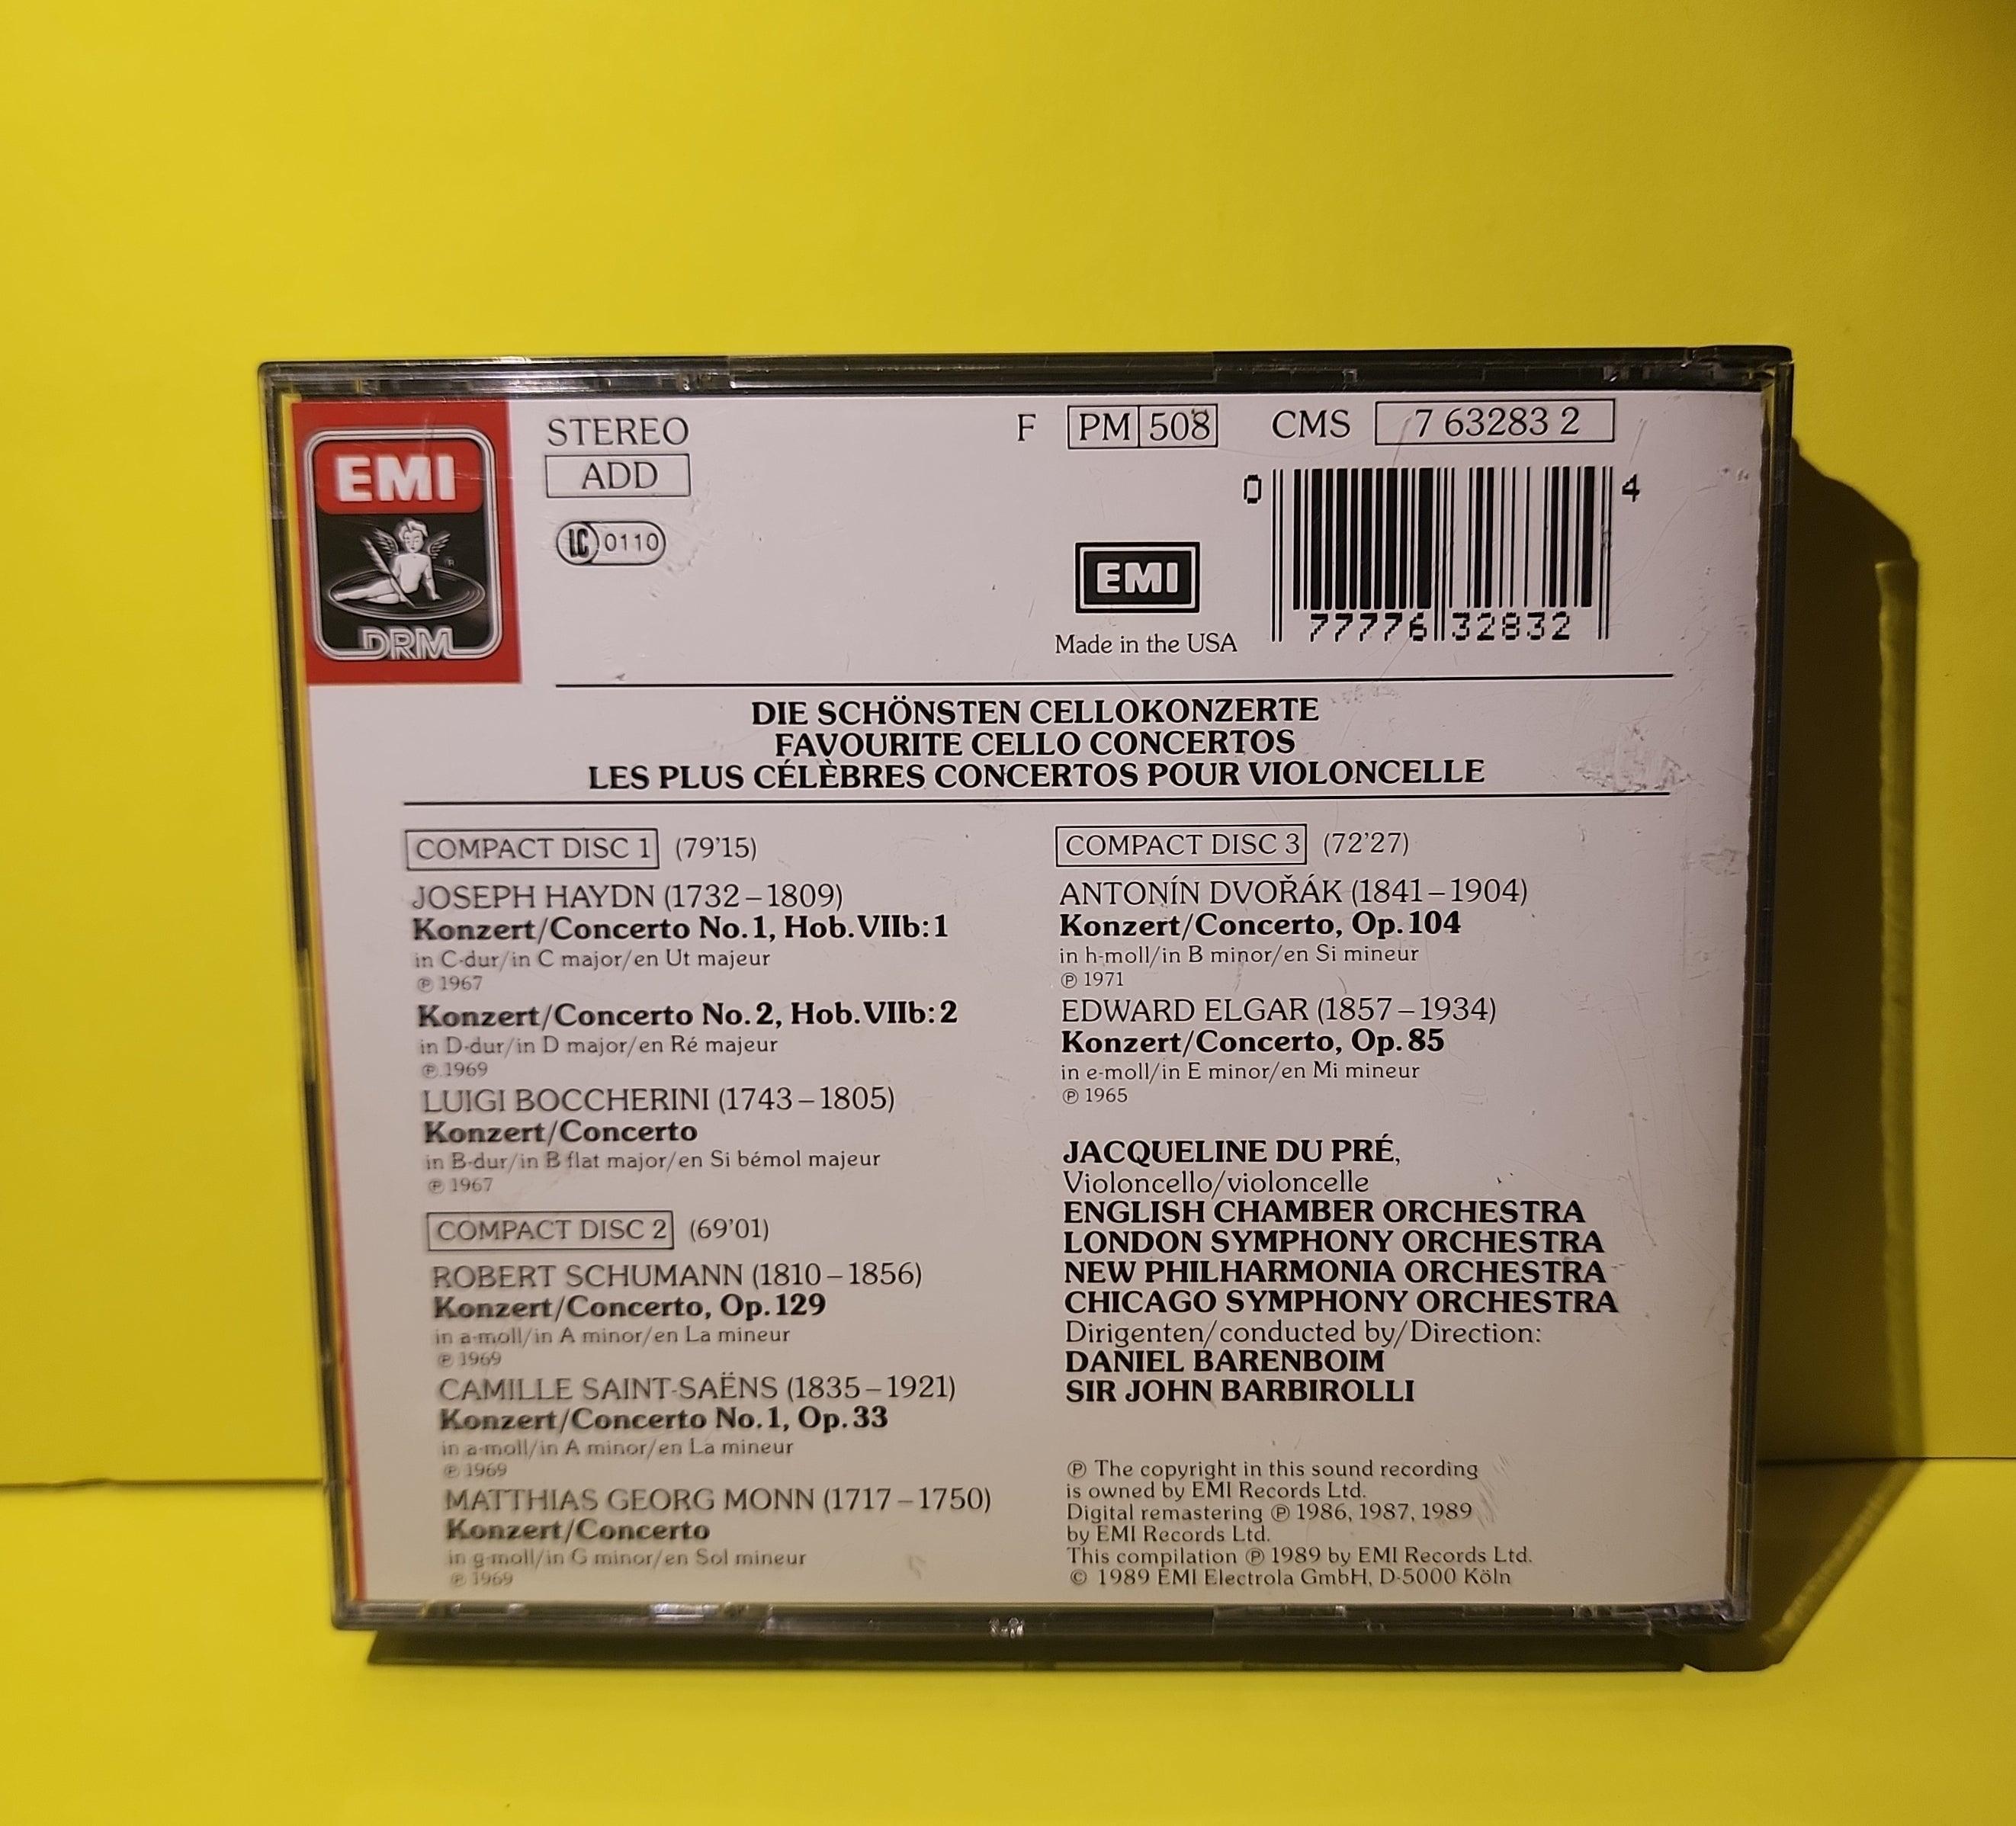 EMI
DRM
STEREO
ADD
LC 0110
F PM 508 CMS 7 63283 2
0 77776 32832 4
EMI
Made in the USA
DIE SCHÖNSTEN CELLOKONZERTE
FAVOURITE CELLO CONCERTOS
LES PLUS CÉLÈBRES CONCERTOS POUR VIOLONCELLE
COMPACT DISC 1 (79'15)
JOSEPH HAYDN (1732–1809)
Konzert/Concerto No. 1, Hob. VIIb: 1
in C-dur/in C major/en Ut majeur
℗ 1967
Konzert/Concerto No. 2, Hob. VIIb: 2
in D-dur/in D major/en Ré majeur
℗ 1969
LUIGI BOCCHERINI (1743–1805)
Konzert/Concerto
in B-dur/in B flat major/en Si bémol majeur
℗ 1967
COMPACT DISC 2 (69'01)
ROBERT SCHUMANN (1810–1856)
Konzert/Concerto, Op. 129
in a-moll/in A minor/en La mineur
℗ 1969
CAMILLE SAINT-SAËNS (1835–1921)
Konzert/Concerto No. 1, Op. 33
in a-moll/in A minor/en La mineur
℗ 1969
MATTHIAS GEORG MONN (1717–1750)
Konzert/Concerto
in g-moll/in G minor/en Sol mineur
℗ 1969
COMPACT DISC 3 (72'27)
ANTONÍN DVOŘÁK (1841–1904)
Konzert/Concerto, Op. 104
in h-moll/in B minor/en Si mineur
℗ 1971
EDWARD ELGAR (1857–1934)
Konzert/Concerto, Op. 85
in e-moll/in E minor/en Mi mineur
℗ 1965
JACQUELINE DU PRÉ,
Violoncello/violoncelle
ENGLISH CHAMBER ORCHESTRA
LONDON SYMPHONY ORCHESTRA
NEW PHILHARMONIA ORCHESTRA
CHICAGO SYMPHONY ORCHESTRA
Dirigenten/conducted by/Direction:
DANIEL BARENBOIM
SIR JOHN BARBIROLLI
℗ The copyright in this sound recording
is owned by EMI Records Ltd.
Digital remastering ℗ 1986, 1987, 1989
by EMI Records Ltd.
This compilation ℗ 1989 by EMI Records Ltd.
© 1989 EMI Electrola GmbH, D-5000 Köln